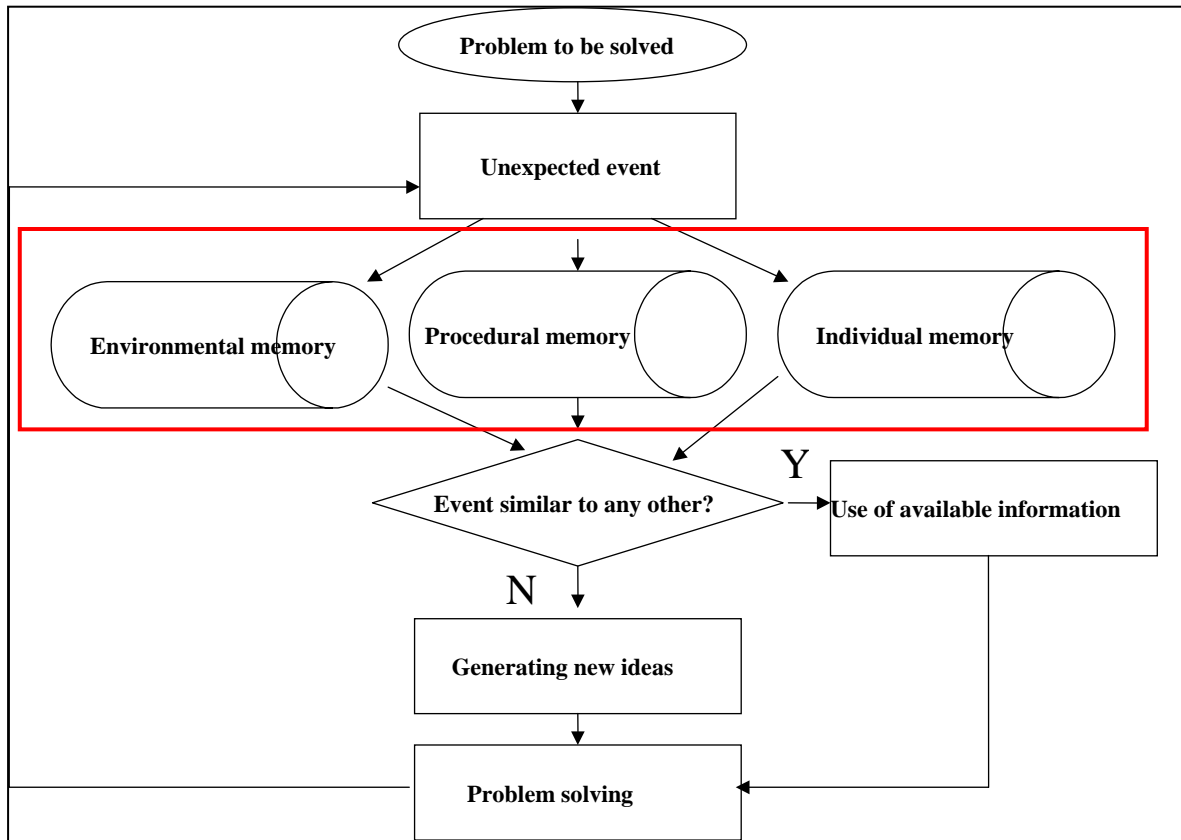 Problem to be solved
Unexpected event
Environmental memory
Procedural memory
Individual memory
Event similar to any other?
Y
Use of available information
N
Generating new ideas
Problem solving